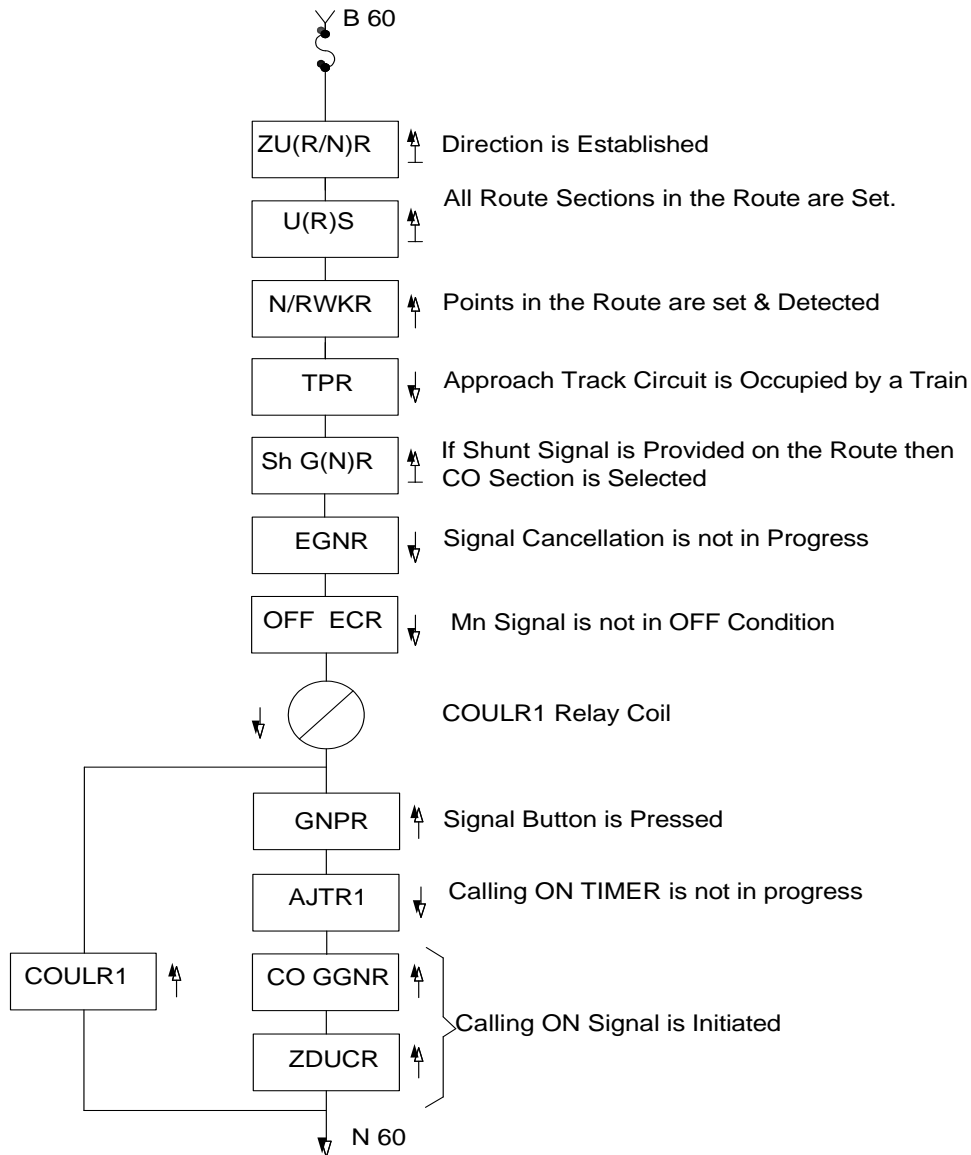 B 60
ZU(R/N)R
Direction is Established
U(R)S
All Route Sections in the Route are Set.
N/RWKR
Points in the Route are set & Detected
TPR
Approach Track Circuit is Occupied by a Train
Sh G(N)R
If Shunt Signal is Provided on the Route then
CO Section is Selected
EGNR
Signal Cancellation is not in Progress
OFF ECR
Mn Signal is not in OFF Condition
COULR1 Relay Coil
GNPR
Signal Button is Pressed
AJTR1
Calling ON TIMER is not in progress
COULR1
CO GGNR
Calling ON Signal is Initiated
ZDUCR
N 60